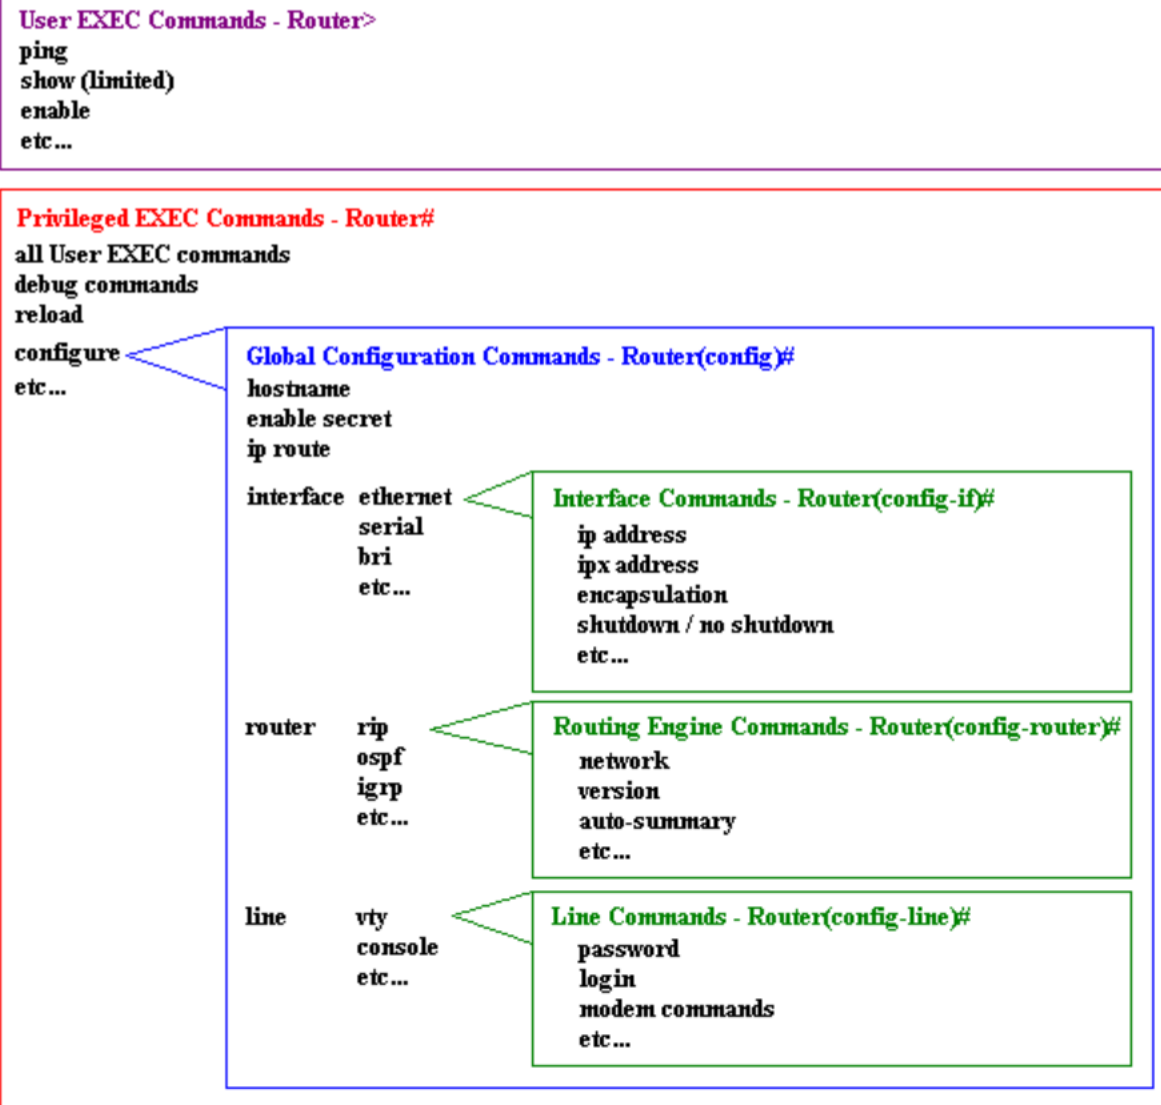 User EXEC Commands - Router>
ping
show (limited)
enable
etc...
Privileged EXEC Commands - Router#
all User EXEC commands
debug commands
reload
configure
etc...
Global Configuration Commands - Router(config)#
hostname
enable secret
ip route
interface ethernet
serial
bri
etc...
Interface Commands - Router(config-if)#
ip address
ipx address
encapsulation
shutdown / no shutdown
etc...
router rip
ospf
igrp
etc...
Routing Engine Commands - Router(config-router)#
network
version
auto-summary
etc...
line vty
console
etc...
Line Commands - Router(config-line)#
password
login
modem commands
etc...